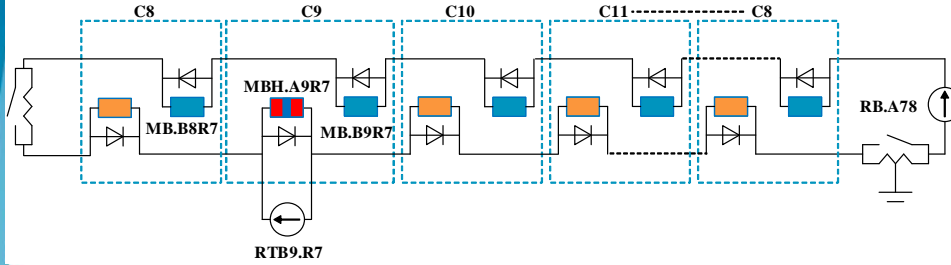 C8 C9 C10 C11 C8
MBH.A9R7
RB.A78
MB.B8R7 MB.B9R7
RTB9.R7